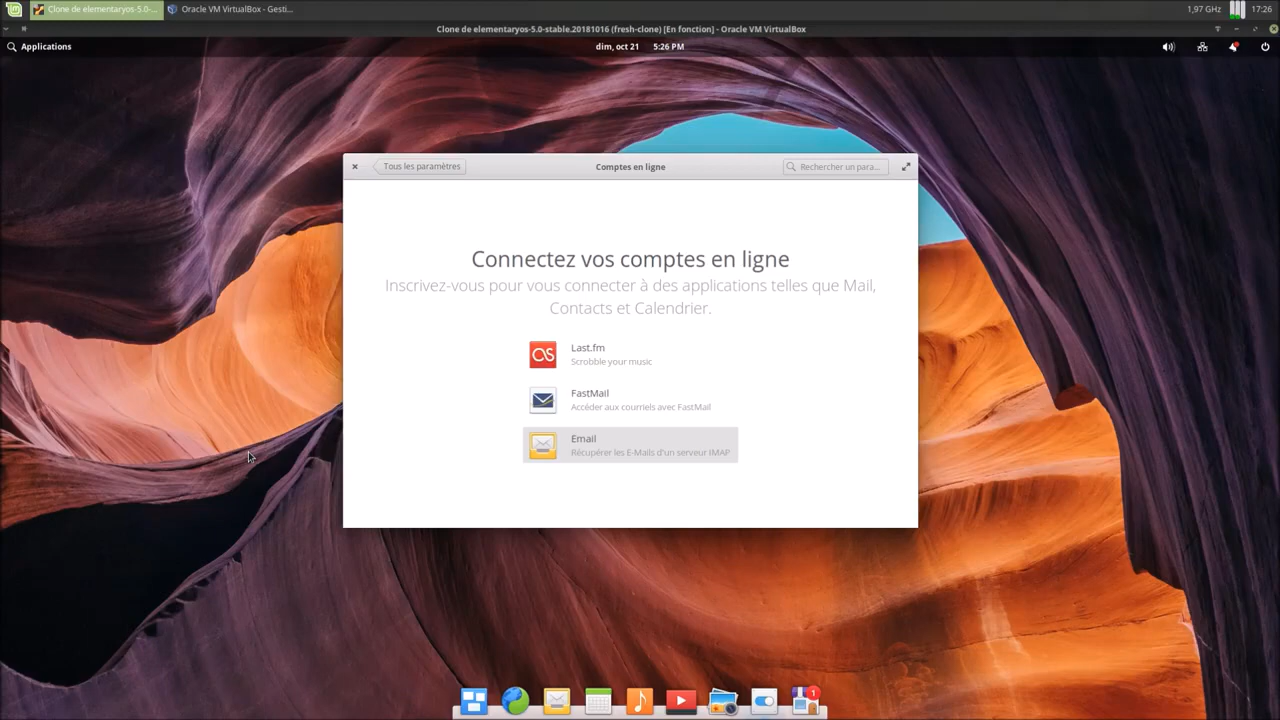 Clone de elementaryos-5.0-...
Oracle VM VirtualBox - Gesti...
1,97 GHz
17:26
Clone de elementaryos-5.0-stable.20181016 (fresh-clone) [En fonction] - Oracle VM VirtualBox
Applications
dim, oct 21 5:26 PM
Tous les paramètres
Comptes en ligne
Rechercher un para...
Connectez vos comptes en ligne
Inscrivez-vous pour vous connecter à des applications telles que Mail,
Contacts et Calendrier.
Last.fm
Scrobble your music
FastMail
Accéder aux courriels avec FastMail
Email
Récupérer les E-Mails d'un serveur IMAP
1